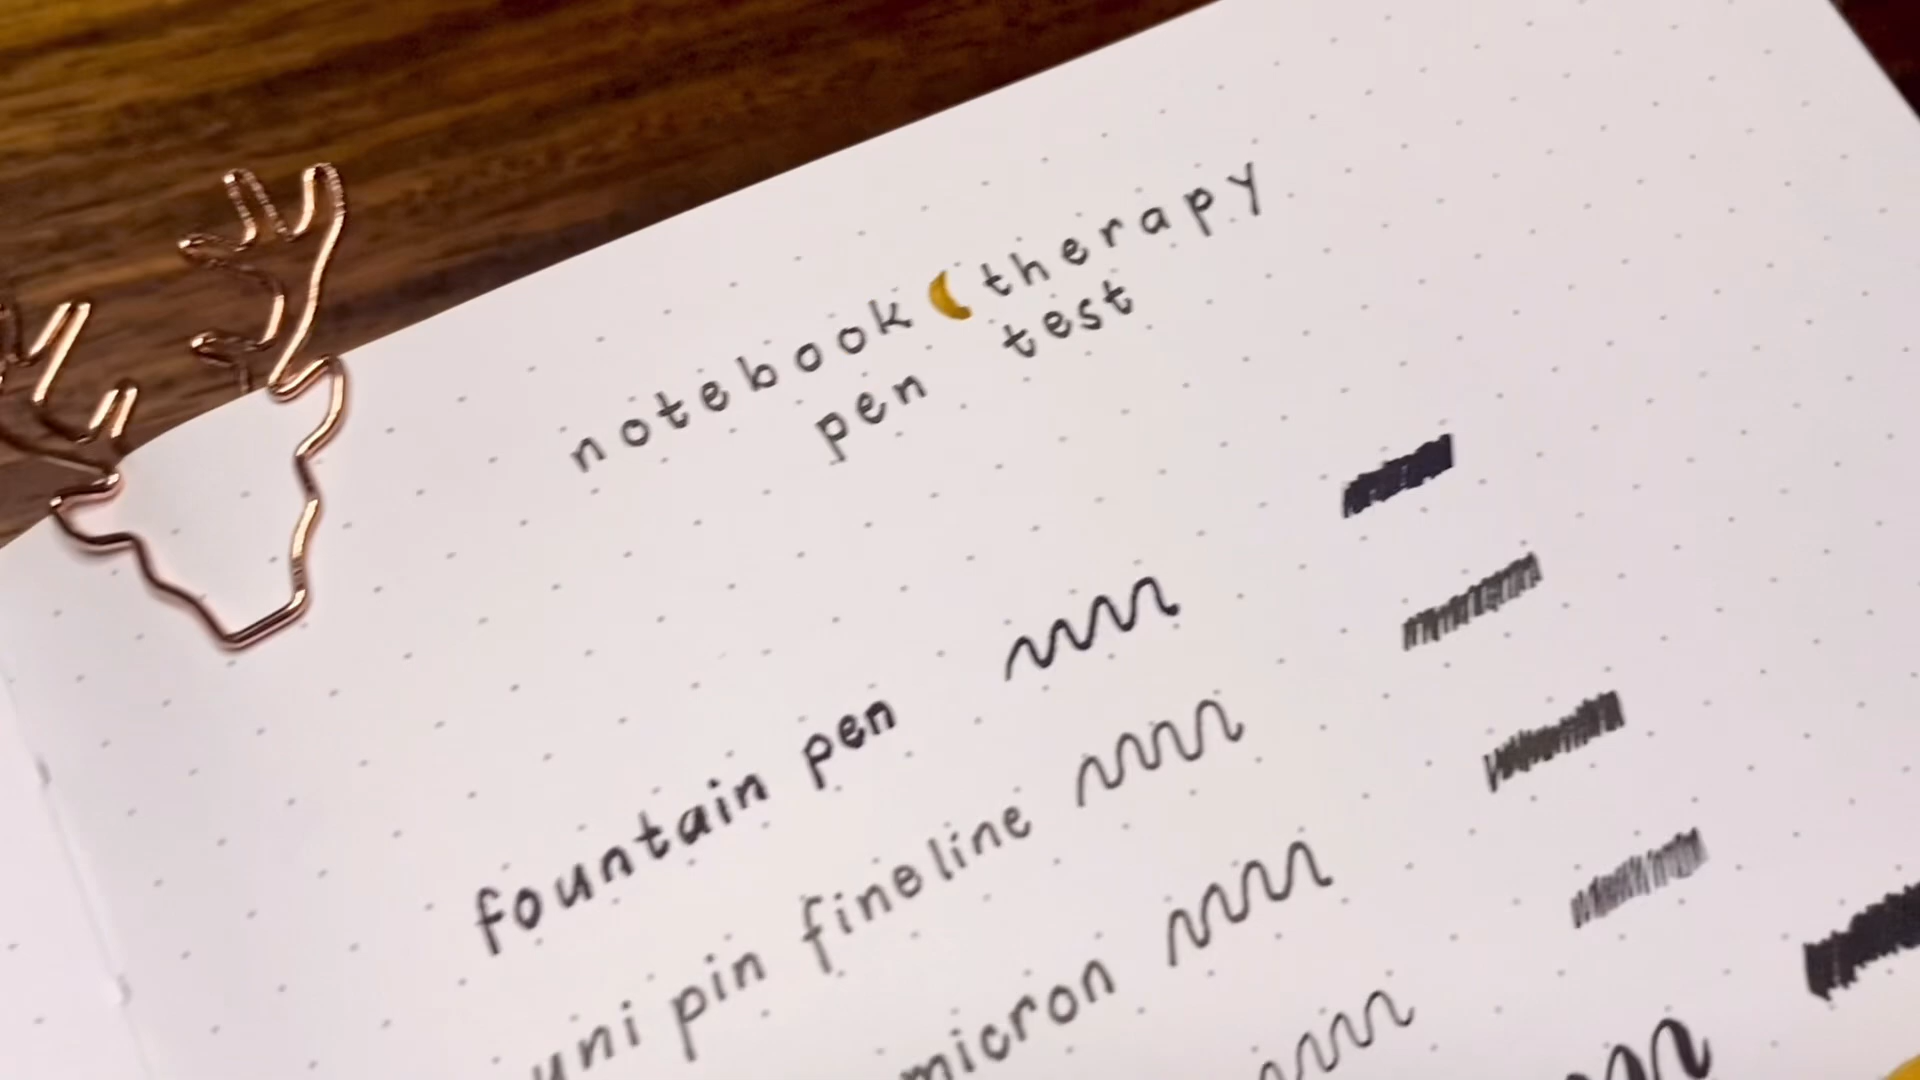 notebook therapy
pen test
fountain pen
uni pin fineline
micron